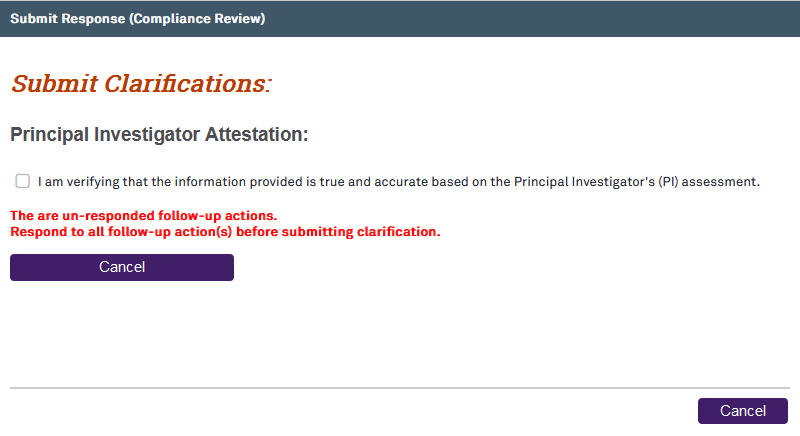 Submit Response (Compliance Review)
Submit Clarifications:
Principal Investigator Attestation:
I am verifying that the information provided is true and accurate based on the Principal Investigator's (PI) assessment.
The are un-responded follow-up actions.
Respond to all follow-up action(s) before submitting clarification.
Cancel
Cancel